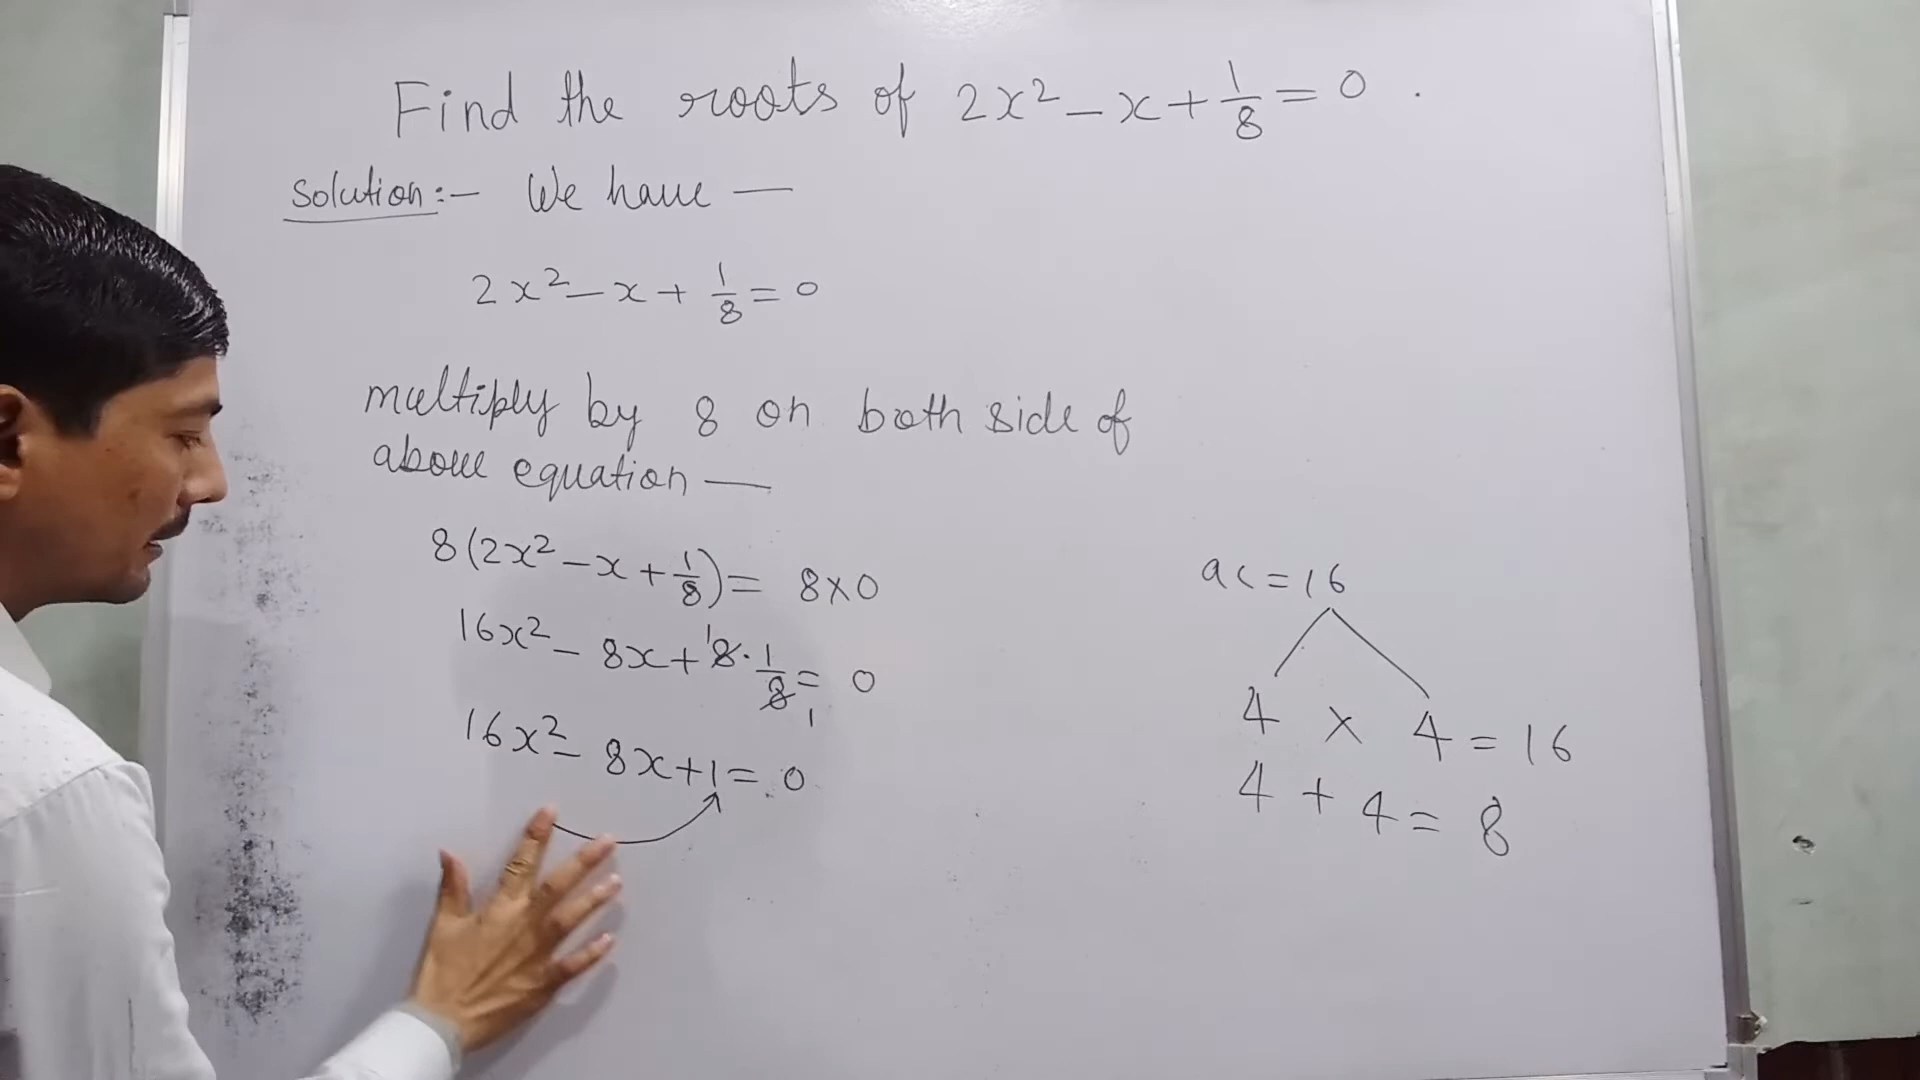 Find the roots of 2x² - x + 1/8 = 0 .
Solution :- We have —
2x² - x + 1/8 = 0
multiply by 8 on both side of
above equation —
8(2x² - x + 1/8) = 8×0
16x² - 8x + 8 · 1/8 = 0
1
1
16x² - 8x + 1 = 0
ac = 16
4 × 4 = 16
4 + 4 = 8